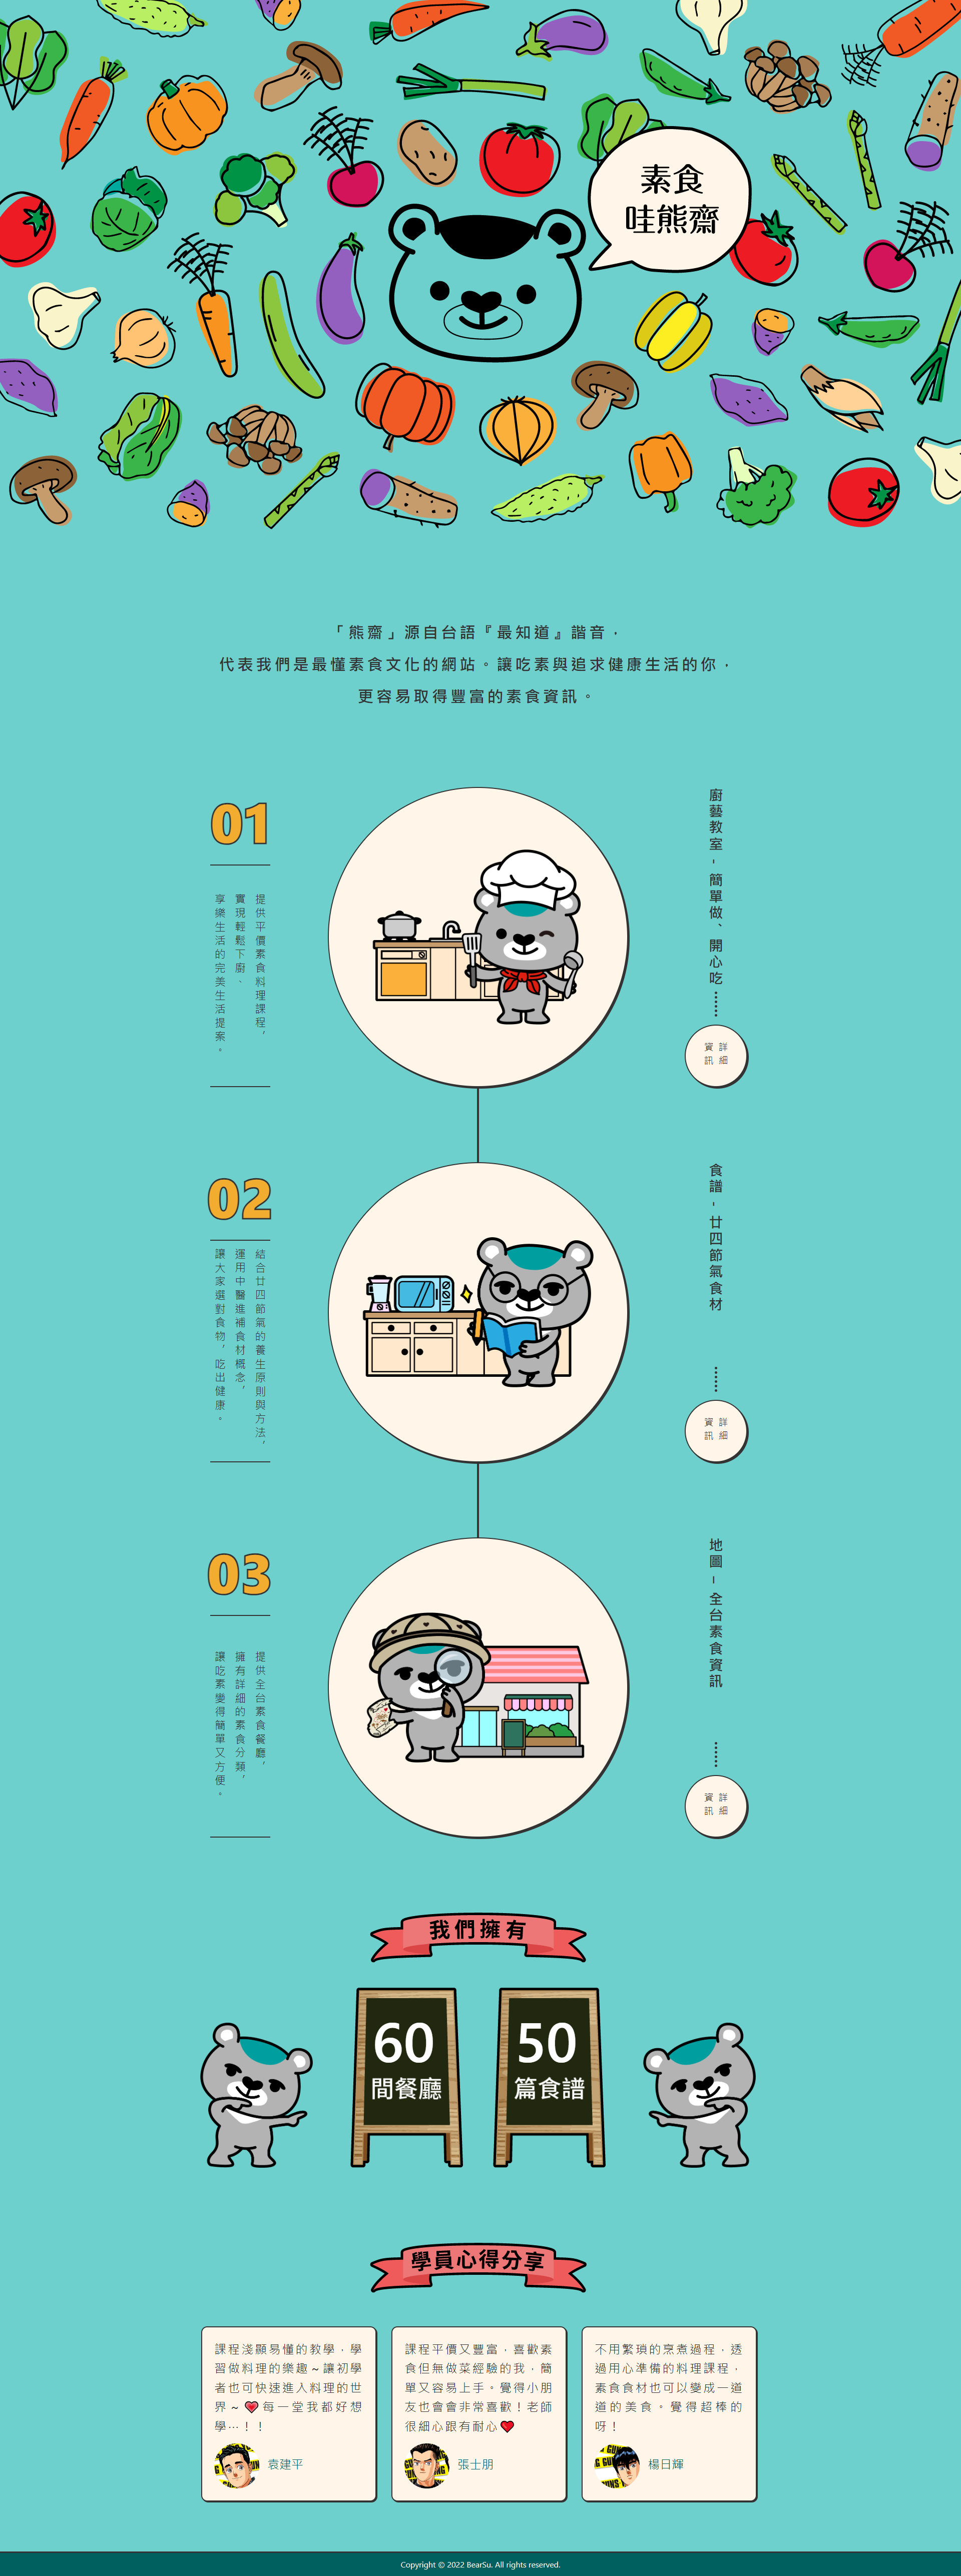 素食
哇熊齋
「熊齋」源自台語『最知道』諧音，
代表我們是最懂素食文化的網站。讓吃素與追求健康生活的你，
更容易取得豐富的素食資訊。
01
提供平價素食料理課程，
實現輕鬆下廚、
享樂生活的完美生活提案。
廚藝教室 - 簡單做、開心吃
詳細
資訊
02
結合廿四節氣的養生原則與方法，
運用中醫進補食材概念，
讓大家選對食物，吃出健康。
食譜 - 廿四節氣食材
詳細
資訊
03
提供全台素食餐廳，
擁有詳細的素食分類，
讓吃素變得簡單又方便。
地圖 – 全台素食資訊
詳細
資訊
我們擁有
60
間餐廳
50
篇食譜
學員心得分享
課程淺顯易懂的教學，學
習做料理的樂趣~讓初學
者也可快速進入料理的世
界~💗每一堂我都好想
學…！！
袁建平
課程平價又豐富，喜歡素
食但無做菜經驗的我，簡
單又容易上手。覺得小朋
友也會會非常喜歡！老師
很細心跟有耐心❤
張士朋
不用繁瑣的烹煮過程，透
過用心準備的料理課程，
素食食材也可以變成一道
道的美食。覺得超棒的
呀！
楊日輝
Copyright © 2022 BearSu. All rights reserved.